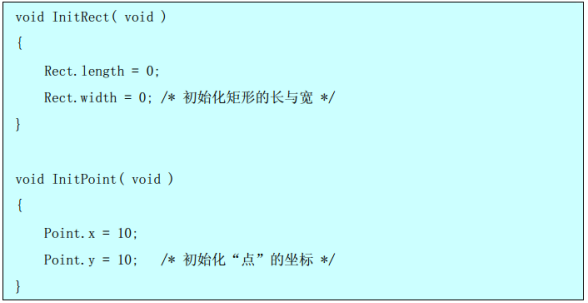 void InitRect( void )
{
Rect.length = 0;
Rect.width = 0; /* 初始化矩形的长与宽 */
}
void InitPoint( void )
{
Point.x = 10;
Point.y = 10; /* 初始化“点”的坐标 */
}